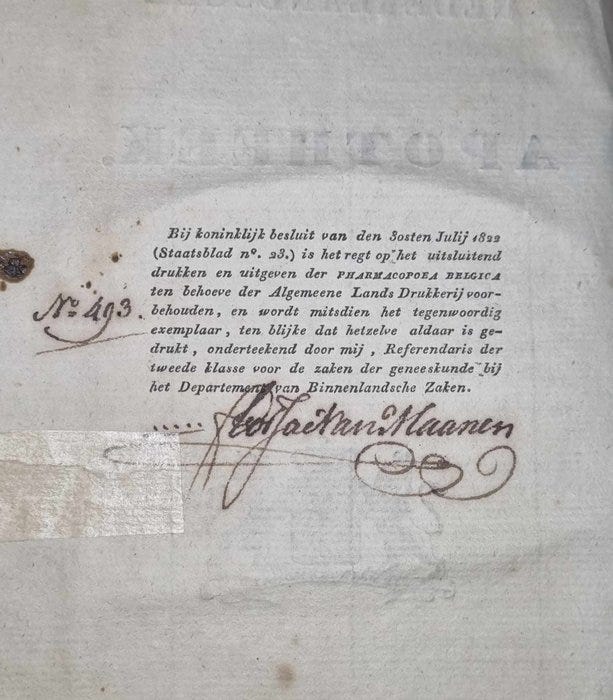 Bij koninklijk besluit van den 30sten Julij 1822
(Staatsblad nº. 23.) is het regt op het uitsluitend
drukken en uitgeven der PHARMACOPOEA BELGICA
ten behoeve der Algemeene Lands Drukkerij voor-
behouden, en wordt mitsdien het tegenwoordig
exemplaar, ten blijke dat hetzelve aldaar is ge-
drukt, onderteekend door mij, Referendaris der
tweede klasse voor de zaken der geneeskunde bij
het Departement van Binnenlandsche Zaken.
No 493.
Van Maanen
APOTHEEK.